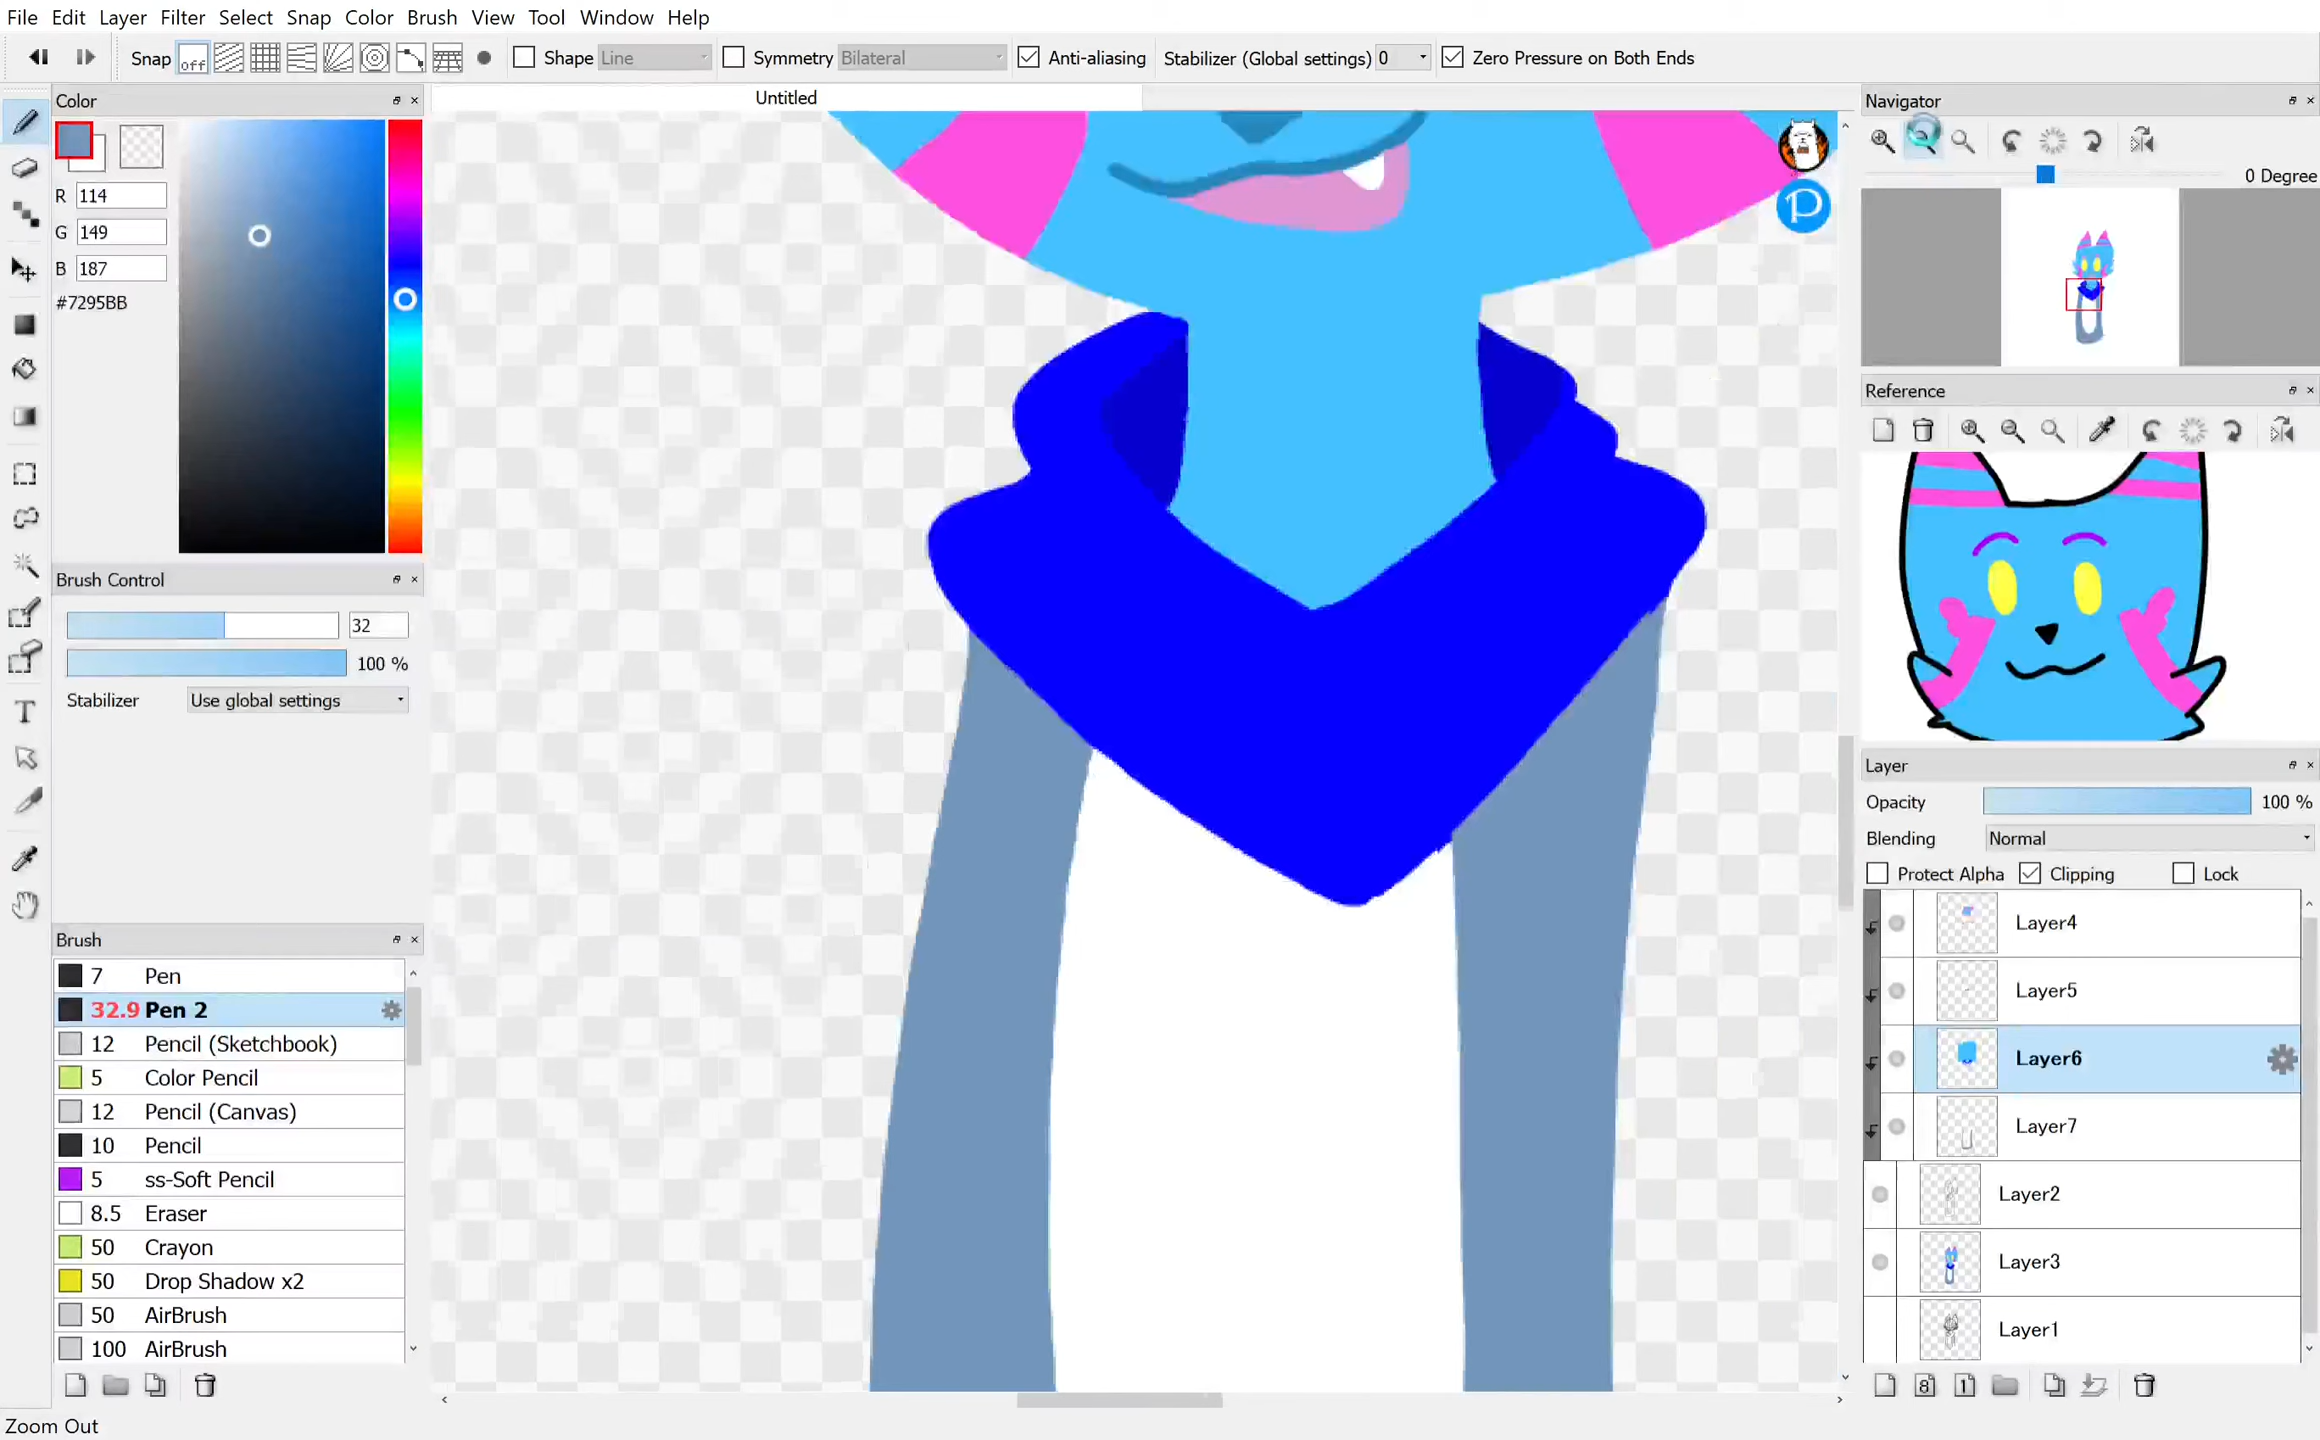 File Edit Layer Filter Select Snap Color Brush View Tool Window Help
Snap off Shape Line Symmetry Bilateral Anti-aliasing Stabilizer (Global settings) 0 Zero Pressure on Both Ends
Color
Untitled
Navigator
R 114
G 149
B 187
#7295BB
0 Degree
P
Reference
Brush Control
32
100 %
Stabilizer Use global settings
Layer
Opacity 100 %
Blending Normal
Protect Alpha Clipping Lock
Layer4
Layer5
Layer6
Layer7
Layer2
Layer3
Layer1
8 1
Brush
7 Pen
32.9 Pen 2
12 Pencil (Sketchbook)
5 Color Pencil
12 Pencil (Canvas)
10 Pencil
5 ss-Soft Pencil
8.5 Eraser
50 Crayon
50 Drop Shadow x2
50 AirBrush
100 AirBrush
T
Zoom Out